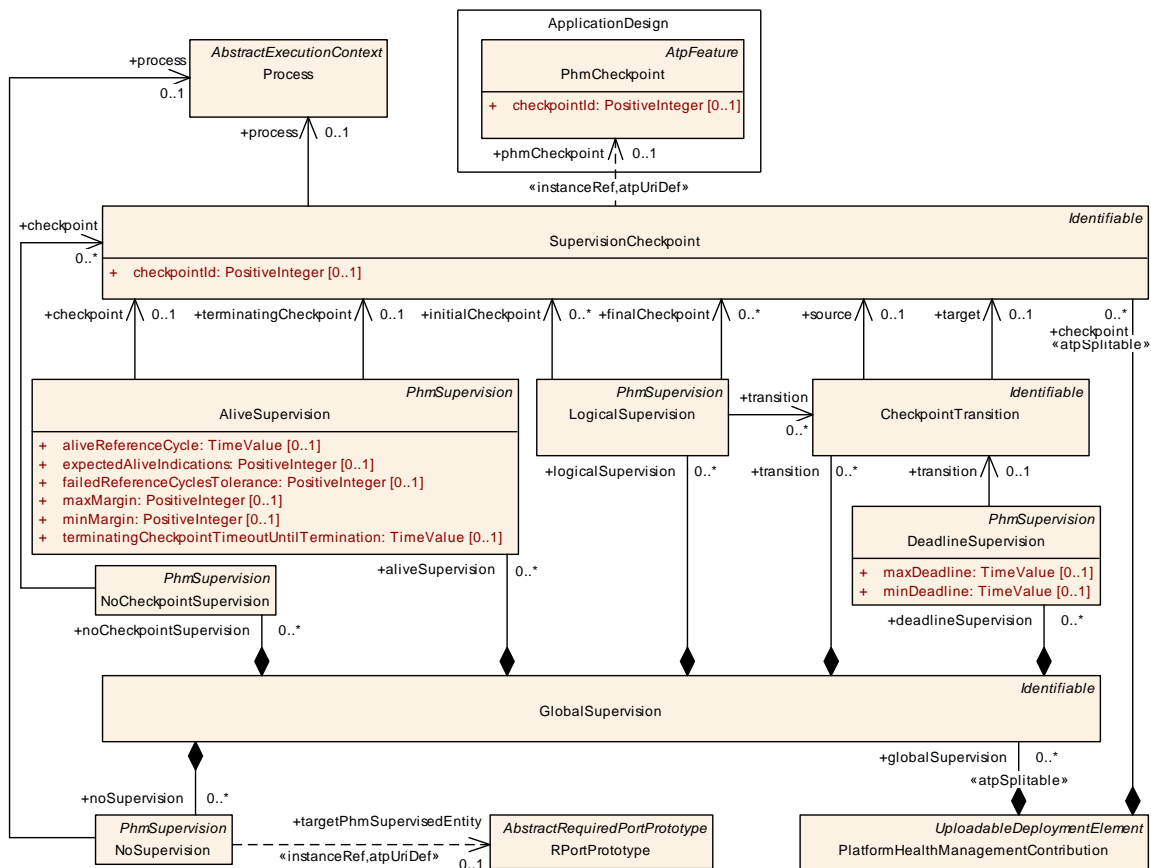 ApplicationDesign
AbstractExecutionContext
Process
+process
0..1
AtpFeature
PhmCheckpoint
+ checkpointId: PositiveInteger [0..1]
+process 0..1
+phmCheckpoint 0..1
«instanceRef,atpUriDef»
+checkpoint
0..*
Identifiable
SupervisionCheckpoint
+ checkpointId: PositiveInteger [0..1]
+checkpoint 0..1
+terminatingCheckpoint 0..1
+initialCheckpoint 0..*
+finalCheckpoint 0..*
+source 0..1
+target 0..1
0..*
+checkpoint
«atpSplitable»
PhmSupervision
AliveSupervision
+ aliveReferenceCycle: TimeValue [0..1]
+ expectedAliveIndications: PositiveInteger [0..1]
+ failedReferenceCyclesTolerance: PositiveInteger [0..1]
+ maxMargin: PositiveInteger [0..1]
+ minMargin: PositiveInteger [0..1]
+ terminatingCheckpointTimeoutUntilTermination: TimeValue [0..1]
PhmSupervision
LogicalSupervision
+transition
0..*
Identifiable
CheckpointTransition
+logicalSupervision 0..*
+transition 0..*
+transition 0..1
PhmSupervision
DeadlineSupervision
+ maxDeadline: TimeValue [0..1]
+ minDeadline: TimeValue [0..1]
+aliveSupervision 0..*
PhmSupervision
NoCheckpointSupervision
+noCheckpointSupervision 0..*
+deadlineSupervision 0..*
Identifiable
GlobalSupervision
+globalSupervision 0..*
«atpSplitable»
+noSupervision 0..*
PhmSupervision
NoSupervision
+targetPhmSupervisedEntity
«instanceRef,atpUriDef»
0..1
AbstractRequiredPortPrototype
RPortPrototype
UploadableDeploymentElement
PlatformHealthManagementContribution